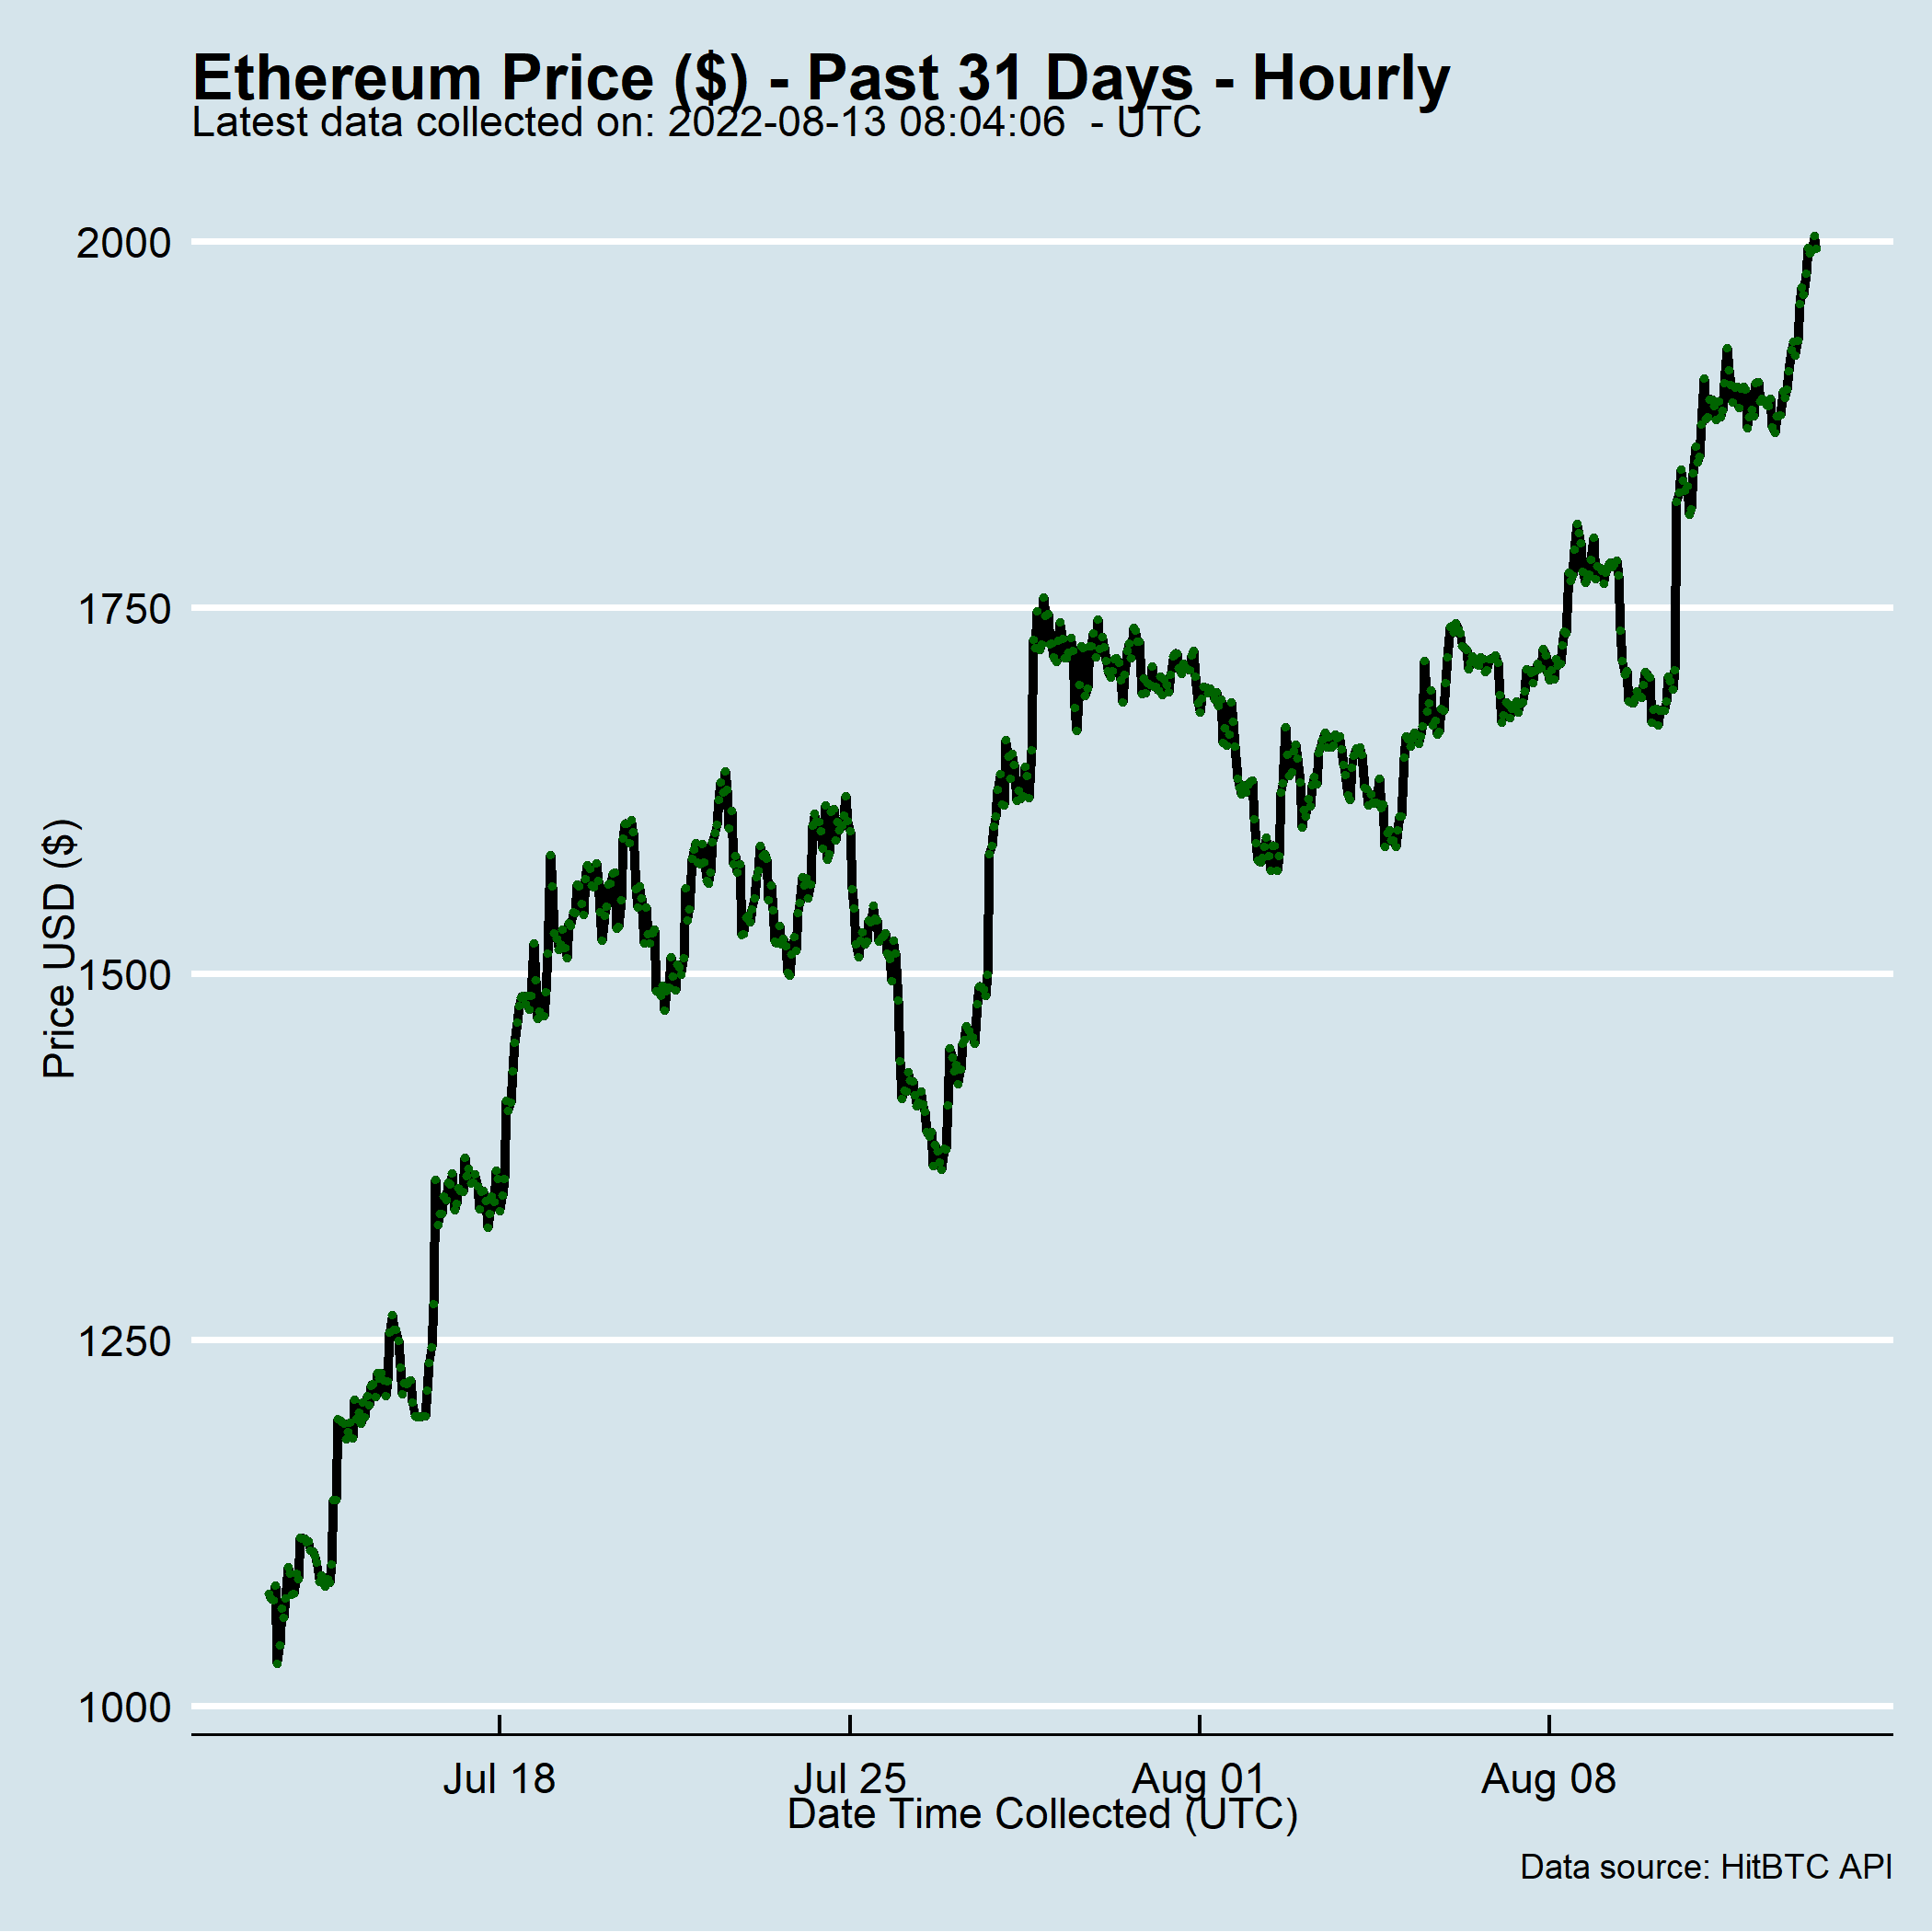 Ethereum Price ($) - Past 31 Days - Hourly
Latest data collected on: 2022-08-13 08:04:06  - UTC
2000
1750
1500
1250
1000
Price USD ($)
Jul 18
Jul 25
Aug 01
Aug 08
Date Time Collected (UTC)
Data source: HitBTC API